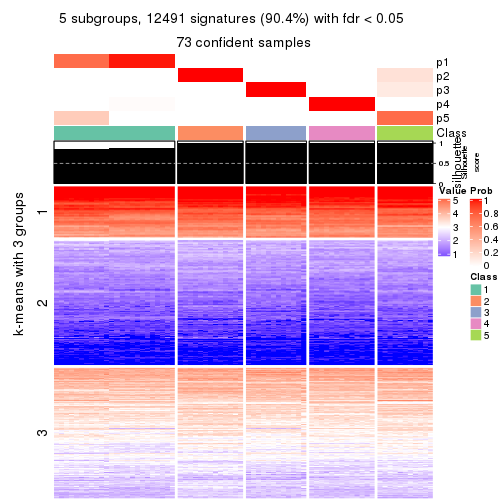 5 subgroups, 12491 signatures (90.4%) with fdr < 0.05
73 confident samples
p1
p2
p3
p4
p5
Class
1
0.5
0
silhouette
Silhouette
score
k-means with 3 groups
1
2
3
Value
5
4
3
2
1
Prob
1
0.8
0.6
0.4
0.2
0
Class
1
2
3
4
5